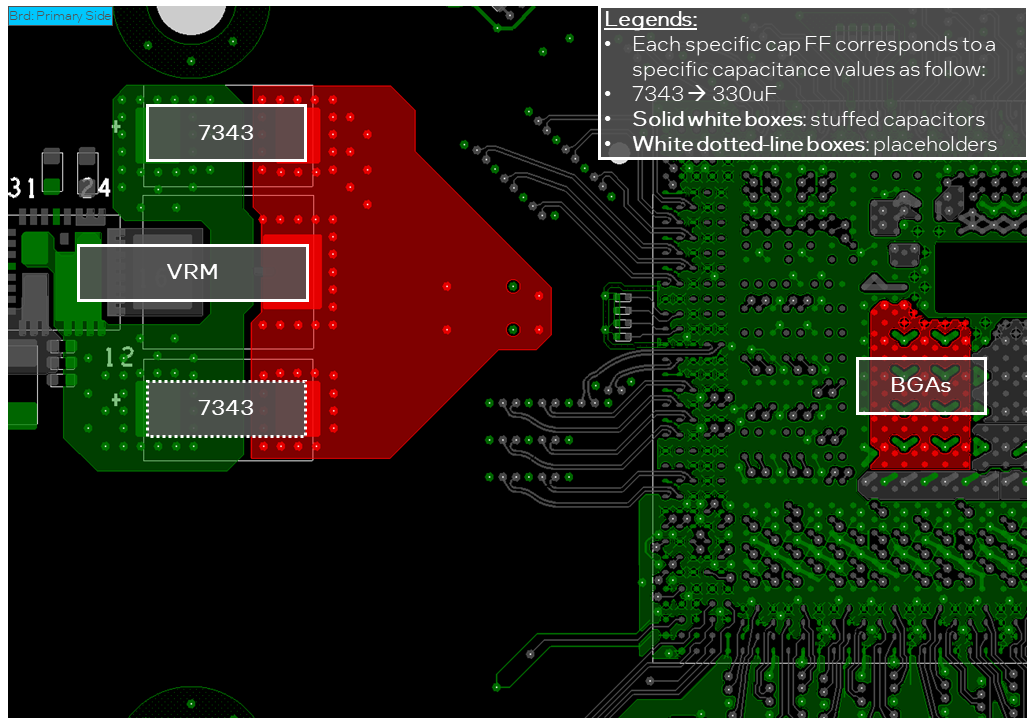 Brd: Primary Side
Legends:
• Each specific cap FF corresponds to a
specific capacitance values as follow:
• 7343 → 330uF
• Solid white boxes: stuffed capacitors
• White dotted-line boxes: placeholders
7343
+
31 24
VRM
12
+
7343
BGAs